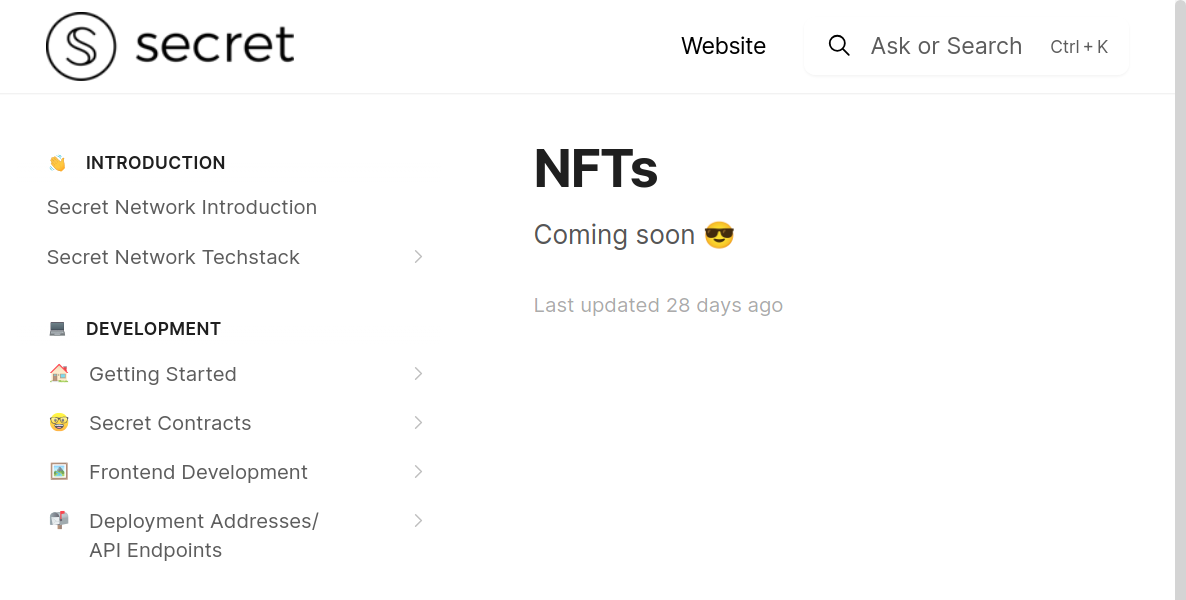 secret
Website
Ask or Search Ctrl + K
👋 INTRODUCTION
Secret Network Introduction
Secret Network Techstack
💻 DEVELOPMENT
🏠 Getting Started
🤓 Secret Contracts
🖼️ Frontend Development
📬 Deployment Addresses/
API Endpoints
NFTs
Coming soon 😎
Last updated 28 days ago